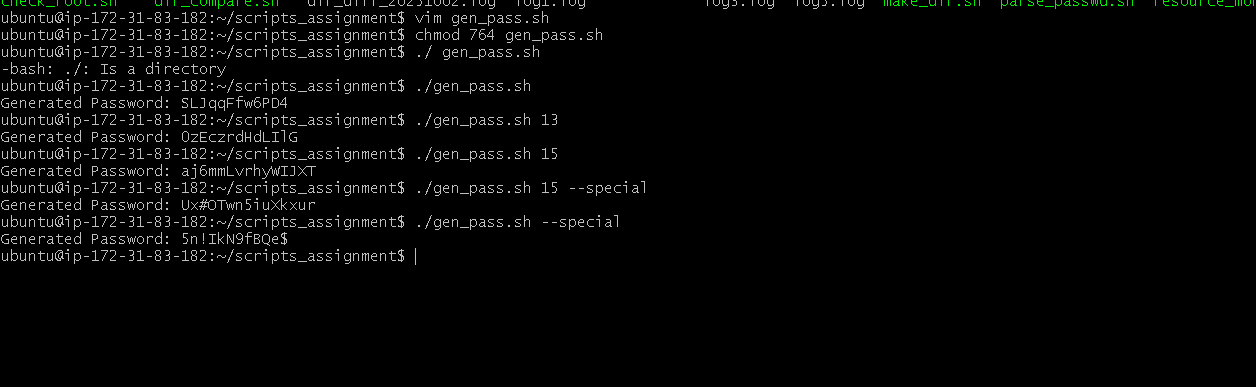 check_root.sh dir_compare.sh dir_diff_20251002.log log1.log log3.log log5.log make_dir.sh parse_passwd.sh
ubuntu@ip-172-31-83-182:~/scripts_assignment$ vim gen_pass.sh
ubuntu@ip-172-31-83-182:~/scripts_assignment$ chmod 764 gen_pass.sh
ubuntu@ip-172-31-83-182:~/scripts_assignment$ ./ gen_pass.sh
-bash: ./: Is a directory
ubuntu@ip-172-31-83-182:~/scripts_assignment$ ./gen_pass.sh
Generated Password: SLJqqFfw6PD4
ubuntu@ip-172-31-83-182:~/scripts_assignment$ ./gen_pass.sh 13
Generated Password: OzEczrdHdLIlG
ubuntu@ip-172-31-83-182:~/scripts_assignment$ ./gen_pass.sh 15
Generated Password: aj6mmLvrhyWIJXT
ubuntu@ip-172-31-83-182:~/scripts_assignment$ ./gen_pass.sh 15 --special
Generated Password: Ux#OTwn5iuXkxur
ubuntu@ip-172-31-83-182:~/scripts_assignment$ ./gen_pass.sh --special
Generated Password: 5n!IkN9fBQe$
ubuntu@ip-172-31-83-182:~/scripts_assignment$